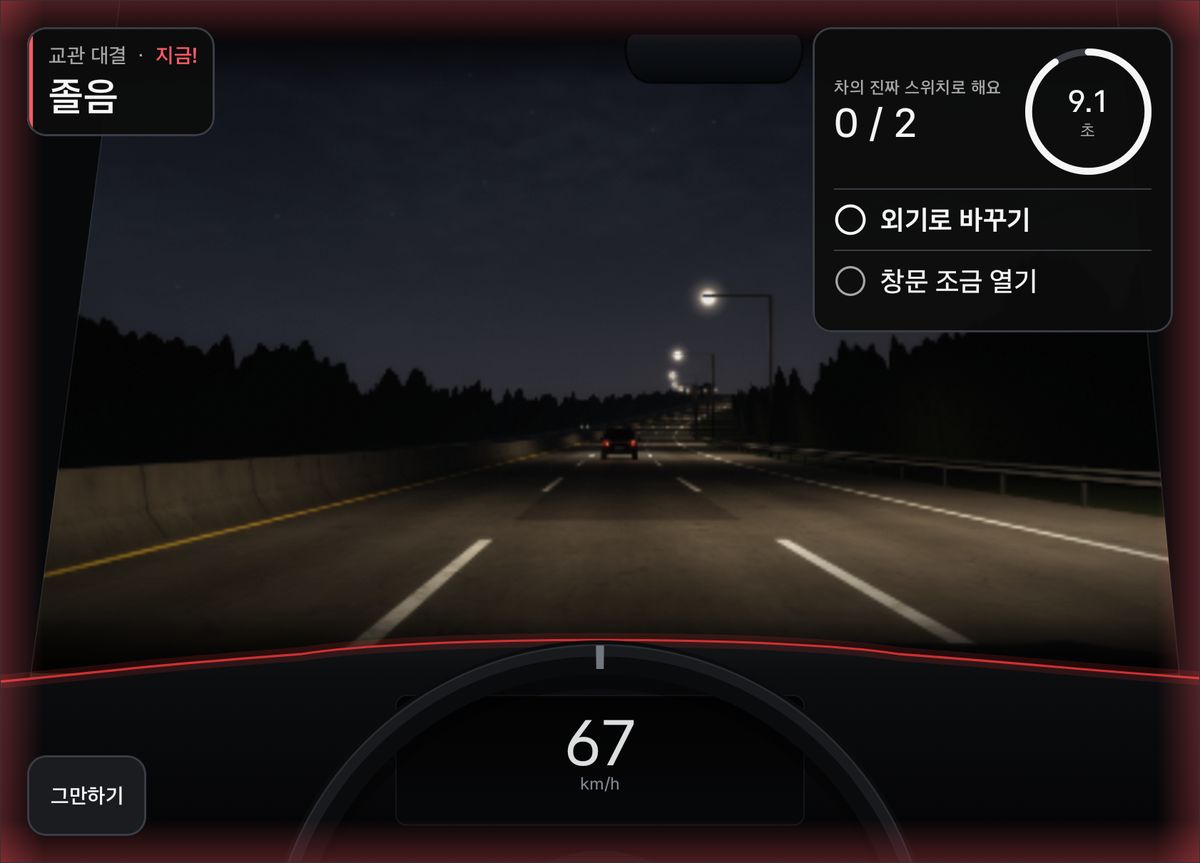 교관 대결 · 지금!
졸음
차의 진짜 스위치로 해요
0 / 2
9.1
초
외기로 바꾸기
창문 조금 열기
67
km/h
그만하기